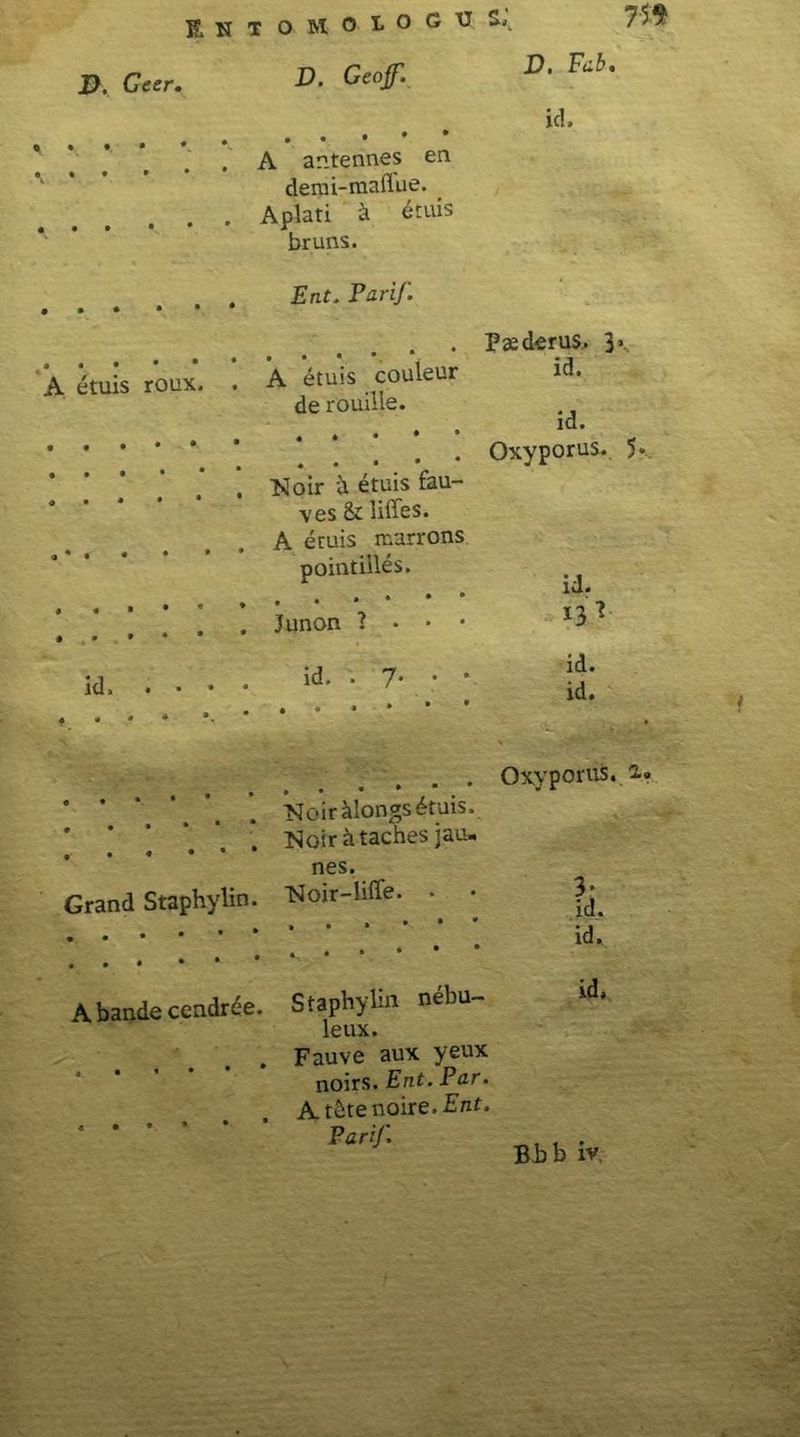 ENTOMOLOGUS. 759
D. Geer. D. Geoff. D. Fab.
. . . . . . . . . . . id.
. . . . . . A antennes en
demi-maſſue.
. . . . . . Aplati à étuis
bruns.
. . . . . . Ent. Pariſ.
. . . . . . . . . . . . Pæderus. 3.
A étuis roux. . A étuis couleur id.
de rouille.
. . . . . . . . . . . id.
. . . . . . . . . . . Oxyporus. 5.
. . . . . . Noir à étuis fau-
ves & liſſes.
. . . . . . A étuis marrons
pointillés.
. . . . . . . . . . . . id.
. . . . . . Junon ? . . . 13 ?
id. . . . . id. . 7. . . id.
. . . . . . . . . . . . id.
. . . . . . . . . . . . Oxyporus. 2.
. . . . . . Noir à longs étuis.
. . . . . . Noir à taches jau-
nes.
Grand Staphylin. Noir-liſſe. . . 3.
. . . . . . . . . . . . id.
. . . . . . . . . . . . id.
A bande cendrée. Staphylin nébu- id.
leux.
. . . . . . Fauve aux yeux
noirs. Ent. Par.
. . . . . . A tête noire. Ent.
Pariſ.
Bbb iv